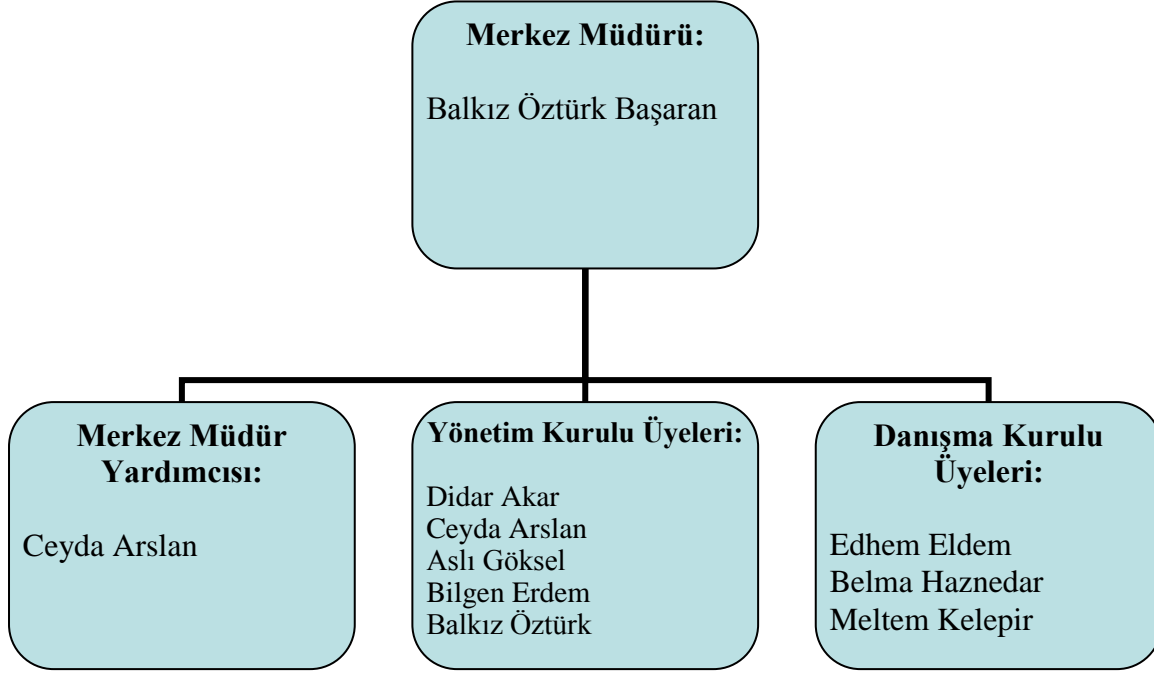 Merkez Müdürü:
Balkız Öztürk Başaran
Merkez Müdür
Yardımcısı:
Ceyda Arslan
Yönetim Kurulu Üyeleri:
Didar Akar
Ceyda Arslan
Aslı Göksel
Bilgen Erdem
Balkız Öztürk
Danışma Kurulu
Üyeleri:
Edhem Eldem
Belma Haznedar
Meltem Kelepir